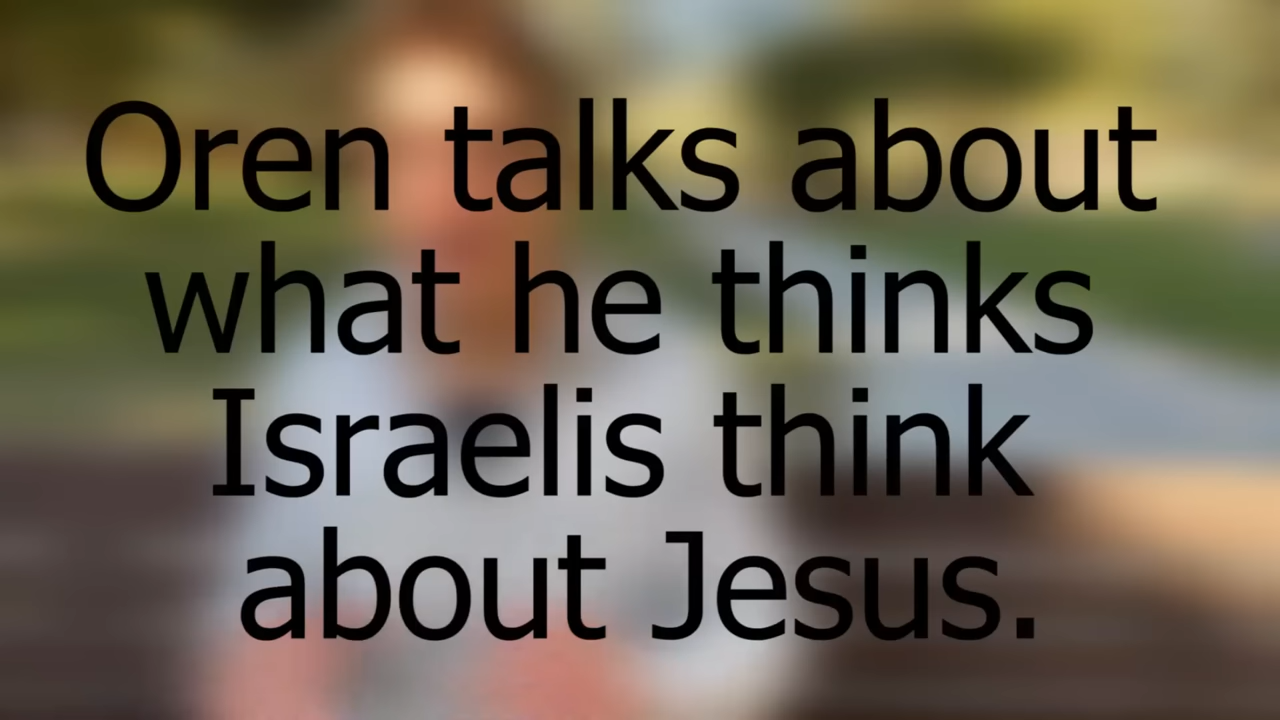 Oren talks about
what he thinks
Israelis think
about Jesus.